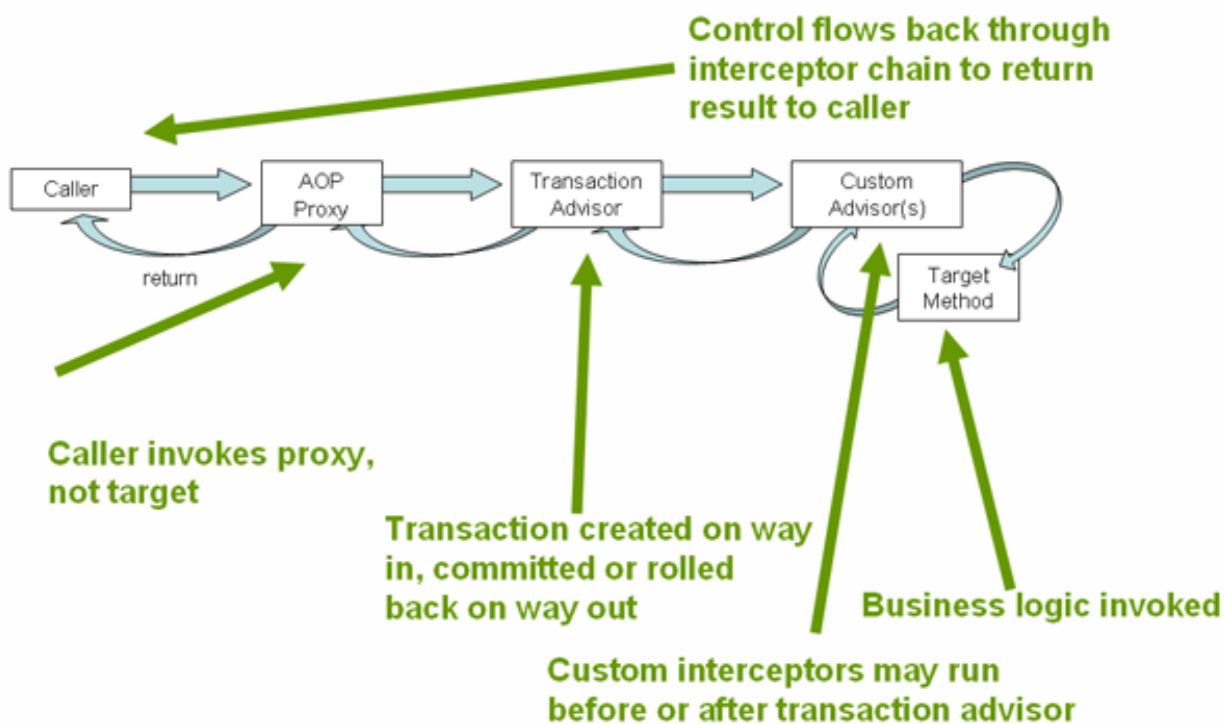 Control flows back through
interceptor chain to return
result to caller
Caller
AOP
Proxy
Transaction
Advisor
Custom
Advisor(s)
return
Target
Method
Caller invokes proxy,
not target
Transaction created on way
in, committed or rolled
back on way out
Business logic invoked
Custom interceptors may run
before or after transaction advisor